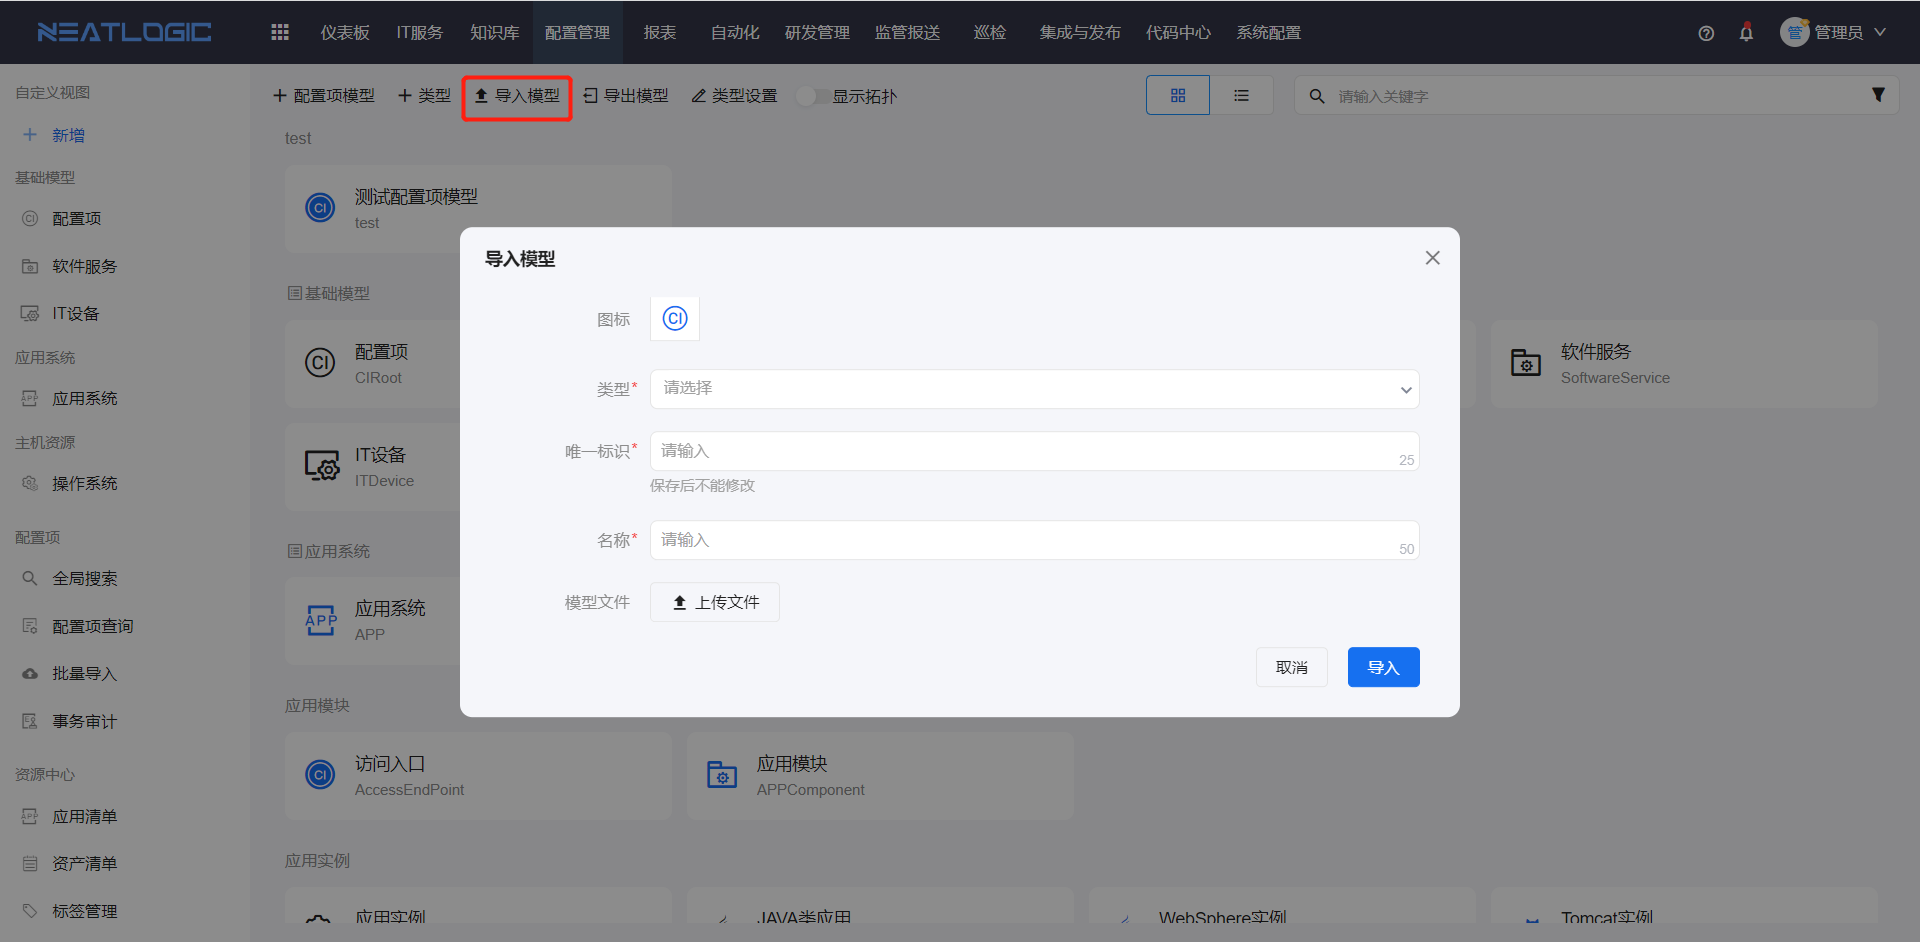 NEATLOGIC
仪表板 IT服务 知识库 配置管理 报表 自动化 研发管理 监管报送 巡检 集成与发布 代码中心 系统配置
管 管理员
自定义视图
新增
基础模型
配置项
软件服务
IT设备
应用系统
应用系统
主机资源
操作系统
配置项
全局搜索
配置项查询
批量导入
事务审计
资源中心
应用清单
资产清单
标签管理
配置项模型 类型 导入模型 导出模型 类型设置 显示拓扑
请输入关键字
test
CI 测试配置项模型
test
基础模型
CI 配置项
CIRoot
软件服务
SoftwareService
IT设备
ITDevice
应用系统
APP 应用系统
APP
应用模块
CI 访问入口
AccessEndPoint
应用模块
APPComponent
应用实例
应用实例 JAVA类应用 WebSphere实例 Tomcat实例
导入模型
图标 CI
类型* 请选择
唯一标识* 请输入 25
保存后不能修改
名称* 请输入 50
模型文件 上传文件
取消 导入